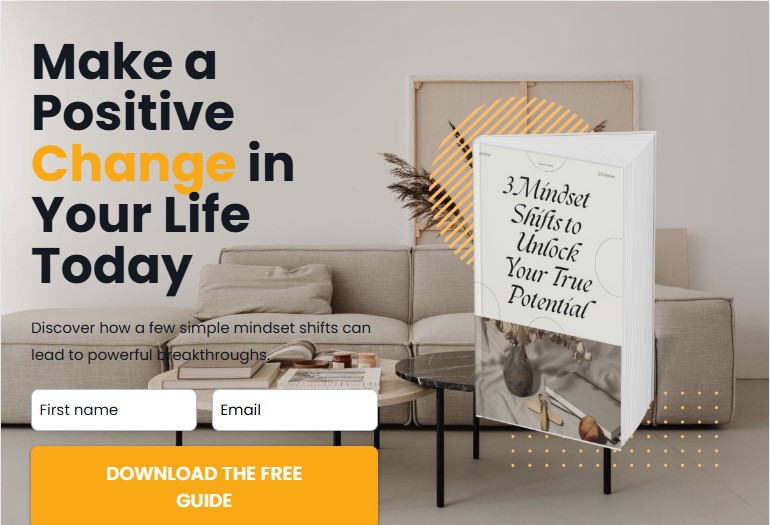 Make a
Positive
Change in
Your Life
Today
Discover how a few simple mindset shifts can
lead to powerful breakthroughs.
First name
Email
DOWNLOAD THE FREE
GUIDE
3 Mindset
Shifts to
Unlock
Your True
Potential